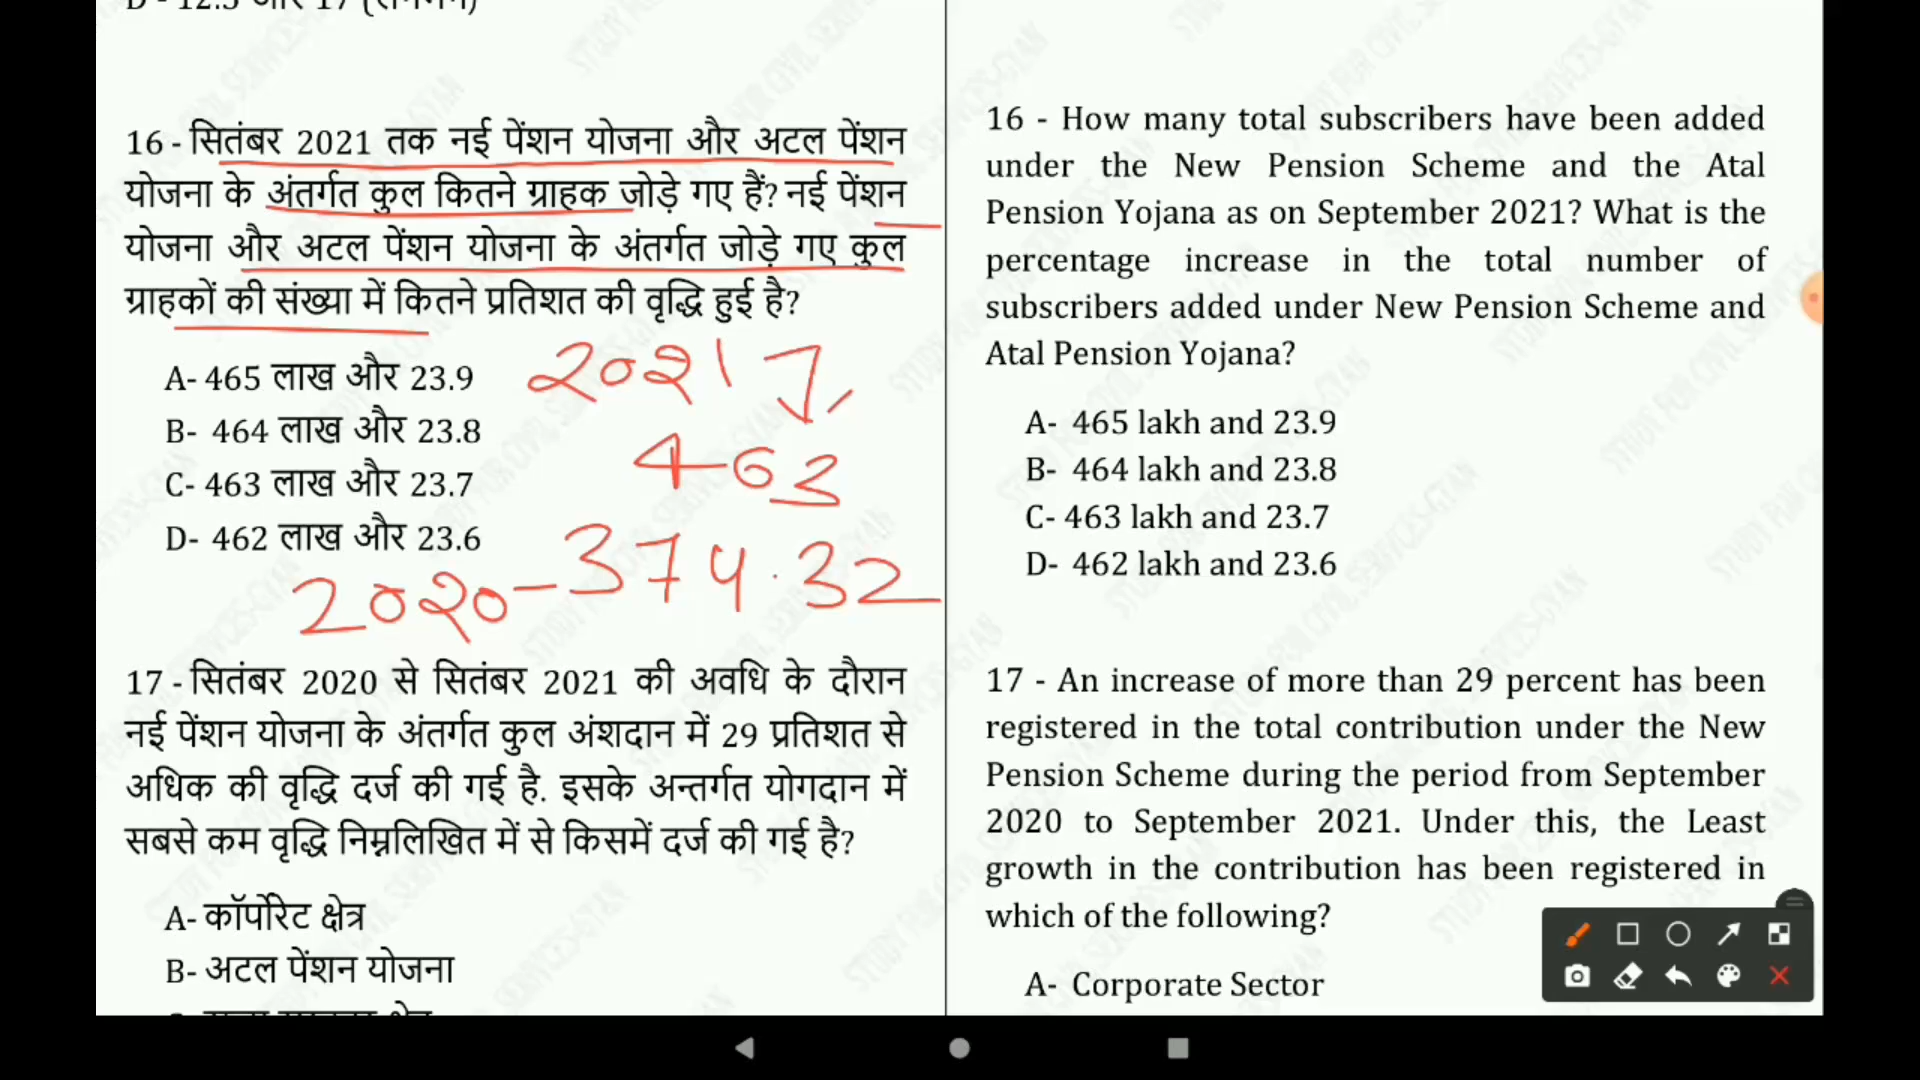 16 - सितंबर 2021 तक नई पेंशन योजना और अटल पेंशन
योजना के अंतर्गत कुल कितने ग्राहक जोड़े गए हैं? नई पेंशन
योजना और अटल पेंशन योजना के अंतर्गत जोड़े गए कुल
ग्राहकों की संख्या में कितने प्रतिशत की वृद्धि हुई है?
A- 465 लाख और 23.9
B- 464 लाख और 23.8
C- 463 लाख और 23.7
D- 462 लाख और 23.6
२०२१
463
२०२० - 374.32
17 - सितंबर 2020 से सितंबर 2021 की अवधि के दौरान
नई पेंशन योजना के अंतर्गत कुल अंशदान में 29 प्रतिशत से
अधिक की वृद्धि दर्ज की गई है. इसके अन्तर्गत योगदान में
सबसे कम वृद्धि निम्नलिखित में से किसमें दर्ज की गई है?
A- कॉर्पोरेट क्षेत्र
B- अटल पेंशन योजना
16 - How many total subscribers have been added
under the New Pension Scheme and the Atal
Pension Yojana as on September 2021? What is the
percentage increase in the total number of
subscribers added under New Pension Scheme and
Atal Pension Yojana?
A- 465 lakh and 23.9
B- 464 lakh and 23.8
C- 463 lakh and 23.7
D- 462 lakh and 23.6
17 - An increase of more than 29 percent has been
registered in the total contribution under the New
Pension Scheme during the period from September
2020 to September 2021. Under this, the Least
growth in the contribution has been registered in
which of the following?
A- Corporate Sector